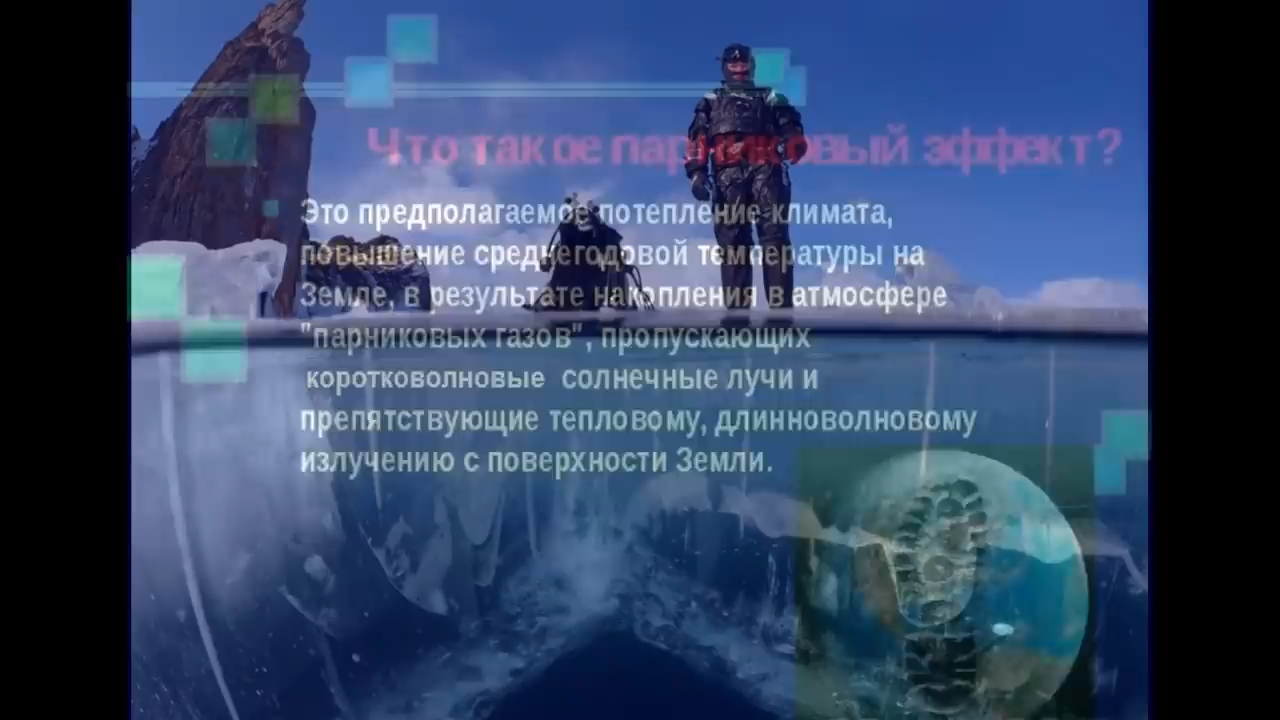 Что такое парниковый эффект?
Это предполагаемое потепление климата,
повышение среднегодовой температуры на
Земле, в результате накопления в атмосфере
"парниковых газов", пропускающих
коротковолновые солнечные лучи и
препятствующие тепловому, длинноволновому
излучению с поверхности Земли.